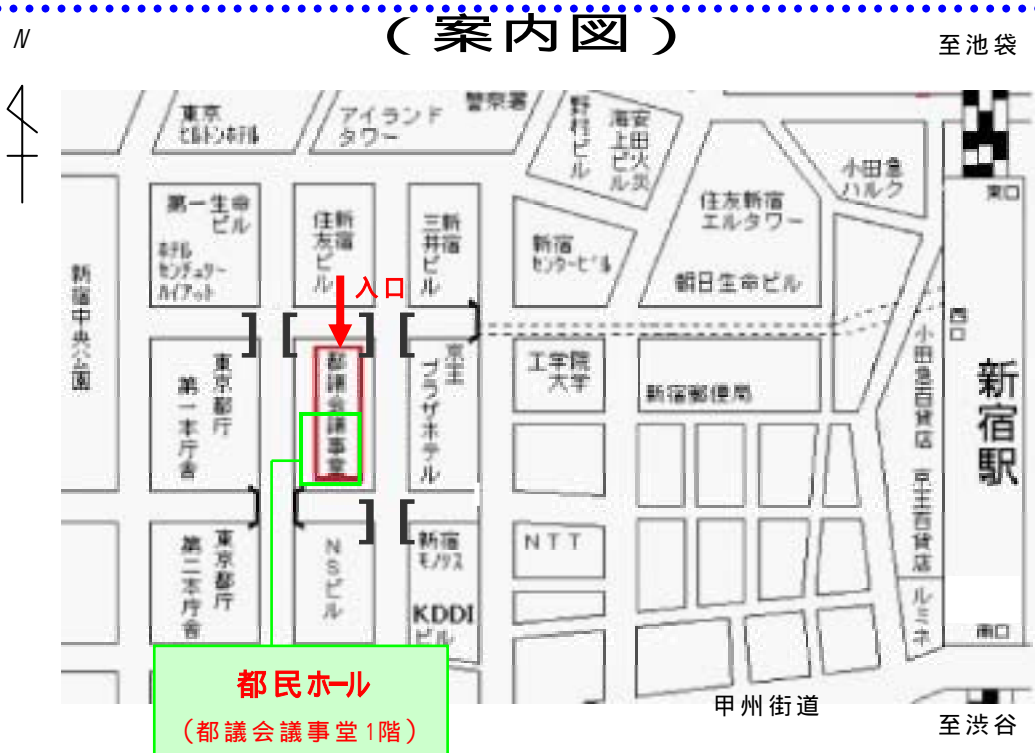 (案内図)
N
至池袋
東京
ヒルトンホテル
アイランド
タワー
警察署
野村ビル
安田火災
海上ビル
小田急
ハルク
東口
第一生命
ビル
ホテル
センチュリー
ハイアット
新宿
住友ビル
新宿
三井ビル
新宿
センタービル
住友新宿
エルタワー
朝日生命ビル
新宿中央公園
入口
西口
東京都庁
第一本庁舎
都議会議事堂
京王
プラザホテル
工学院
大学
新宿郵便局
小田急百貨店
新宿駅
京王百貨店
東京都庁
第二本庁舎
NSビル
新宿
モノリス
KDDI
ビル
NTT
ルミネ
南口
都民ホール
(都議会議事堂1階)
甲州街道
至渋谷